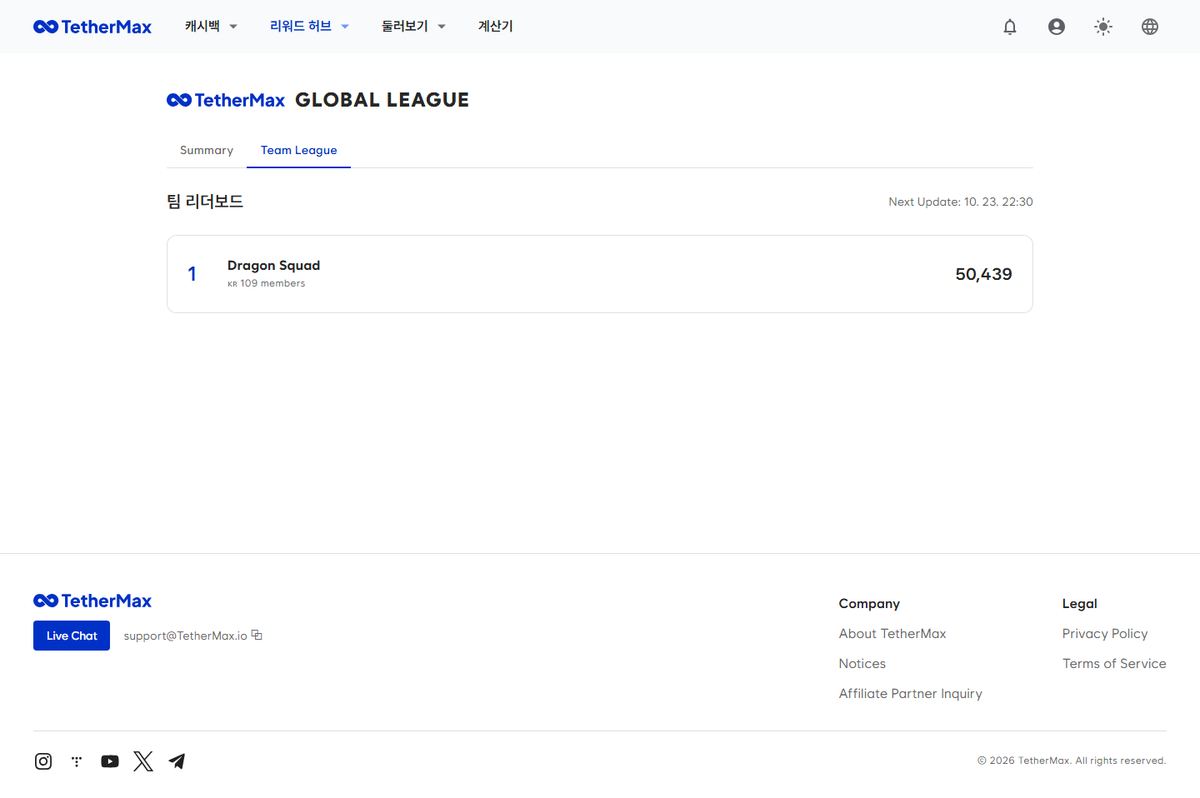 TetherMax 캐시백 리워드 허브 둘러보기 계산기
TetherMax GLOBAL LEAGUE
Summary Team League
팀 리더보드 Next Update: 10. 23. 22:30
1 Dragon Squad 50,439
KR 109 members
TetherMax
Live Chat support@TetherMax.io
Company
About TetherMax
Notices
Affiliate Partner Inquiry
Legal
Privacy Policy
Terms of Service
© 2026 TetherMax. All rights reserved.